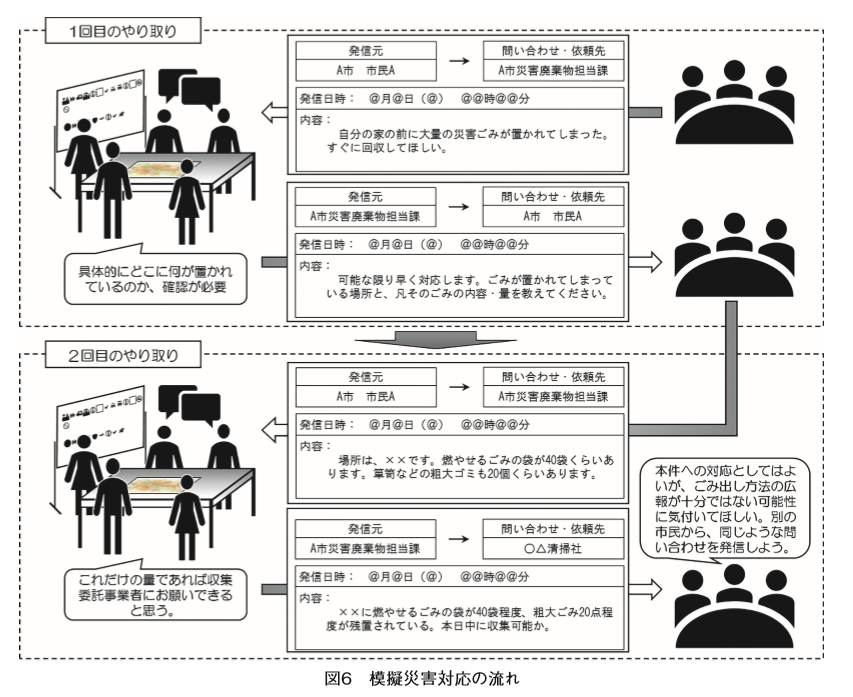 1回目のやり取り
発信元
問い合わせ・依頼先
A市 市民A
→
A市災害廃棄物担当課
発信日時： @月@日（@） @@時@@分
内容：
自分の家の前に大量の災害ごみが置かれてしまった。
すぐに回収してほしい。
発信元
問い合わせ・依頼先
A市災害廃棄物担当課
→
A市 市民A
発信日時： @月@日（@） @@時@@分
内容：
可能な限り早く対応します。ごみが置かれてしまって
いる場所と、凡そのごみの内容・量を教えてください。
具体的にどこに何が置かれ
ているのか、確認が必要
2回目のやり取り
発信元
問い合わせ・依頼先
A市 市民A
→
A市災害廃棄物担当課
発信日時： @月@日（@） @@時@@分
内容：
場所は、××です。燃やせるごみの袋が40袋くらいあ
ります。箪笥などの粗大ゴミも20個くらいあります。
発信元
問い合わせ・依頼先
A市災害廃棄物担当課
→
○△清掃社
発信日時： @月@日（@） @@時@@分
内容：
××に燃やせるごみの袋が40袋程度、粗大ごみ20点程
度が残置されている。本日中に収集可能か。
これだけの量であれば収集
委託事業者にお願いできる
と思う。
本件への対応としてはよ
いが、ごみ出し方法の広
報が十分ではない可能性
に気付いてほしい。別の
市民から、同じような問
い合わせを発信しよう。
図6 模擬災害対応の流れ